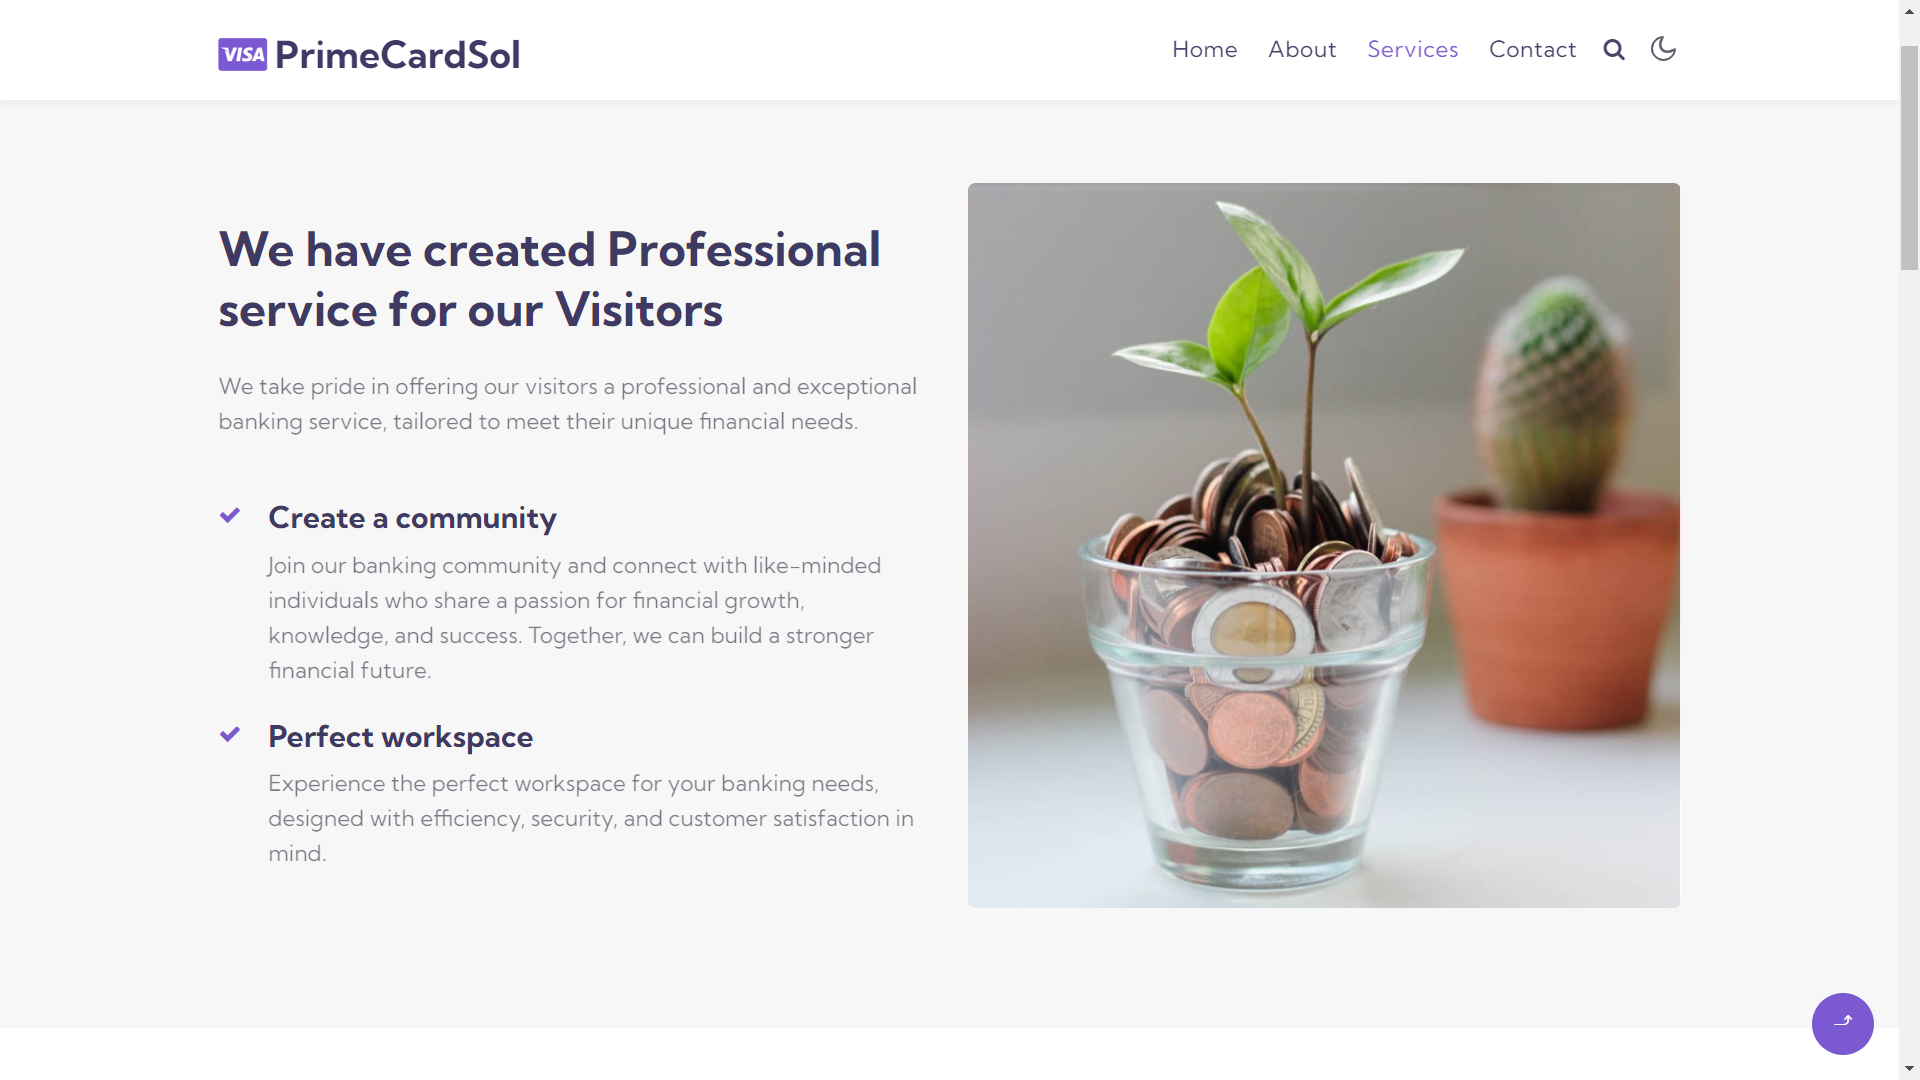 VISA PrimeCardSol
Home About Services Contact
We have created Professional
service for our Visitors
We take pride in offering our visitors a professional and exceptional
banking service, tailored to meet their unique financial needs.
Create a community
Join our banking community and connect with like-minded
individuals who share a passion for financial growth,
knowledge, and success. Together, we can build a stronger
financial future.
Perfect workspace
Experience the perfect workspace for your banking needs,
designed with efficiency, security, and customer satisfaction in
mind.